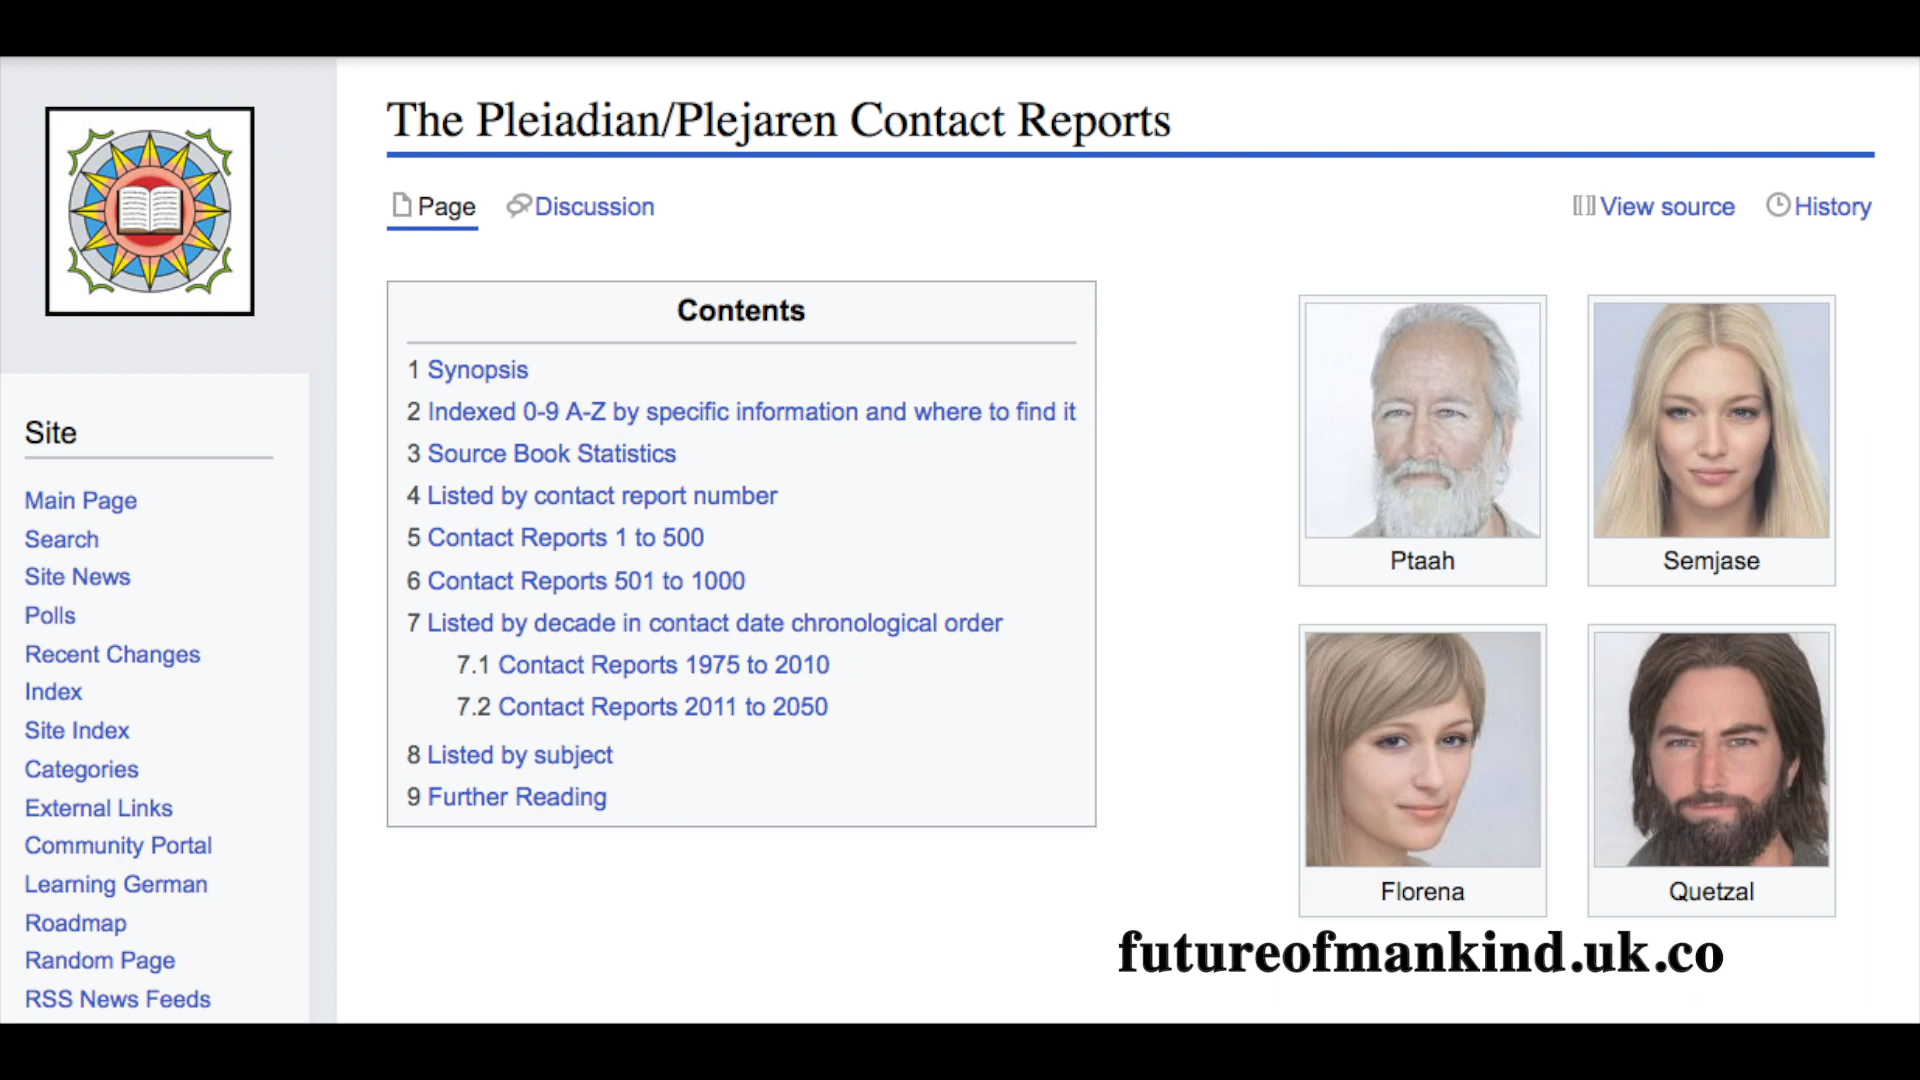 The Pleiadian/Plejaren Contact Reports
Page
Discussion
View source
History
Site
Main Page
Search
Site News
Polls
Recent Changes
Index
Site Index
Categories
External Links
Community Portal
Learning German
Roadmap
Random Page
RSS News Feeds
Contents
1 Synopsis
2 Indexed 0-9 A-Z by specific information and where to find it
3 Source Book Statistics
4 Listed by contact report number
5 Contact Reports 1 to 500
6 Contact Reports 501 to 1000
7 Listed by decade in contact date chronological order
7.1 Contact Reports 1975 to 2010
7.2 Contact Reports 2011 to 2050
8 Listed by subject
9 Further Reading
Ptaah
Semjase
Florena
Quetzal
futureofmankind.uk.co